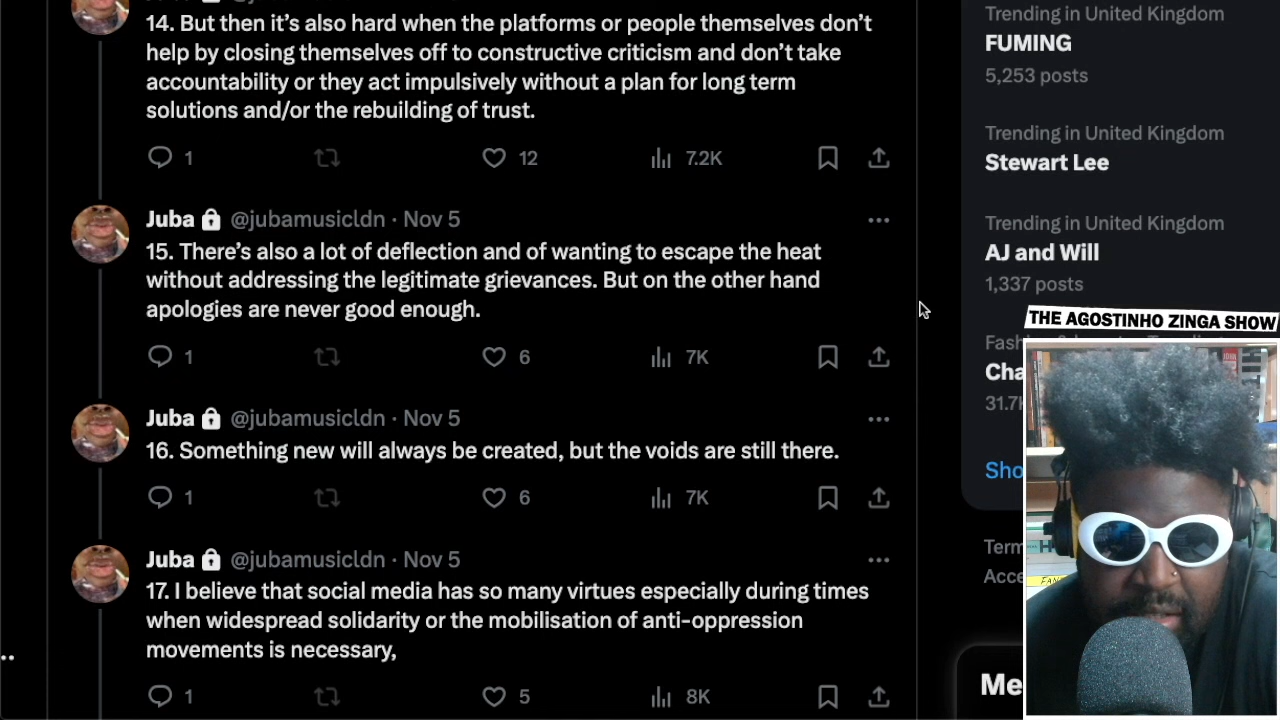 14. But then it’s also hard when the platforms or people themselves don’t
help by closing themselves off to constructive criticism and don’t take
accountability or they act impulsively without a plan for long term
solutions and/or the rebuilding of trust.
1
12
7.2K
Juba @jubamusicldn · Nov 5
15. There’s also a lot of deflection and of wanting to escape the heat
without addressing the legitimate grievances. But on the other hand
apologies are never good enough.
1
6
7K
Juba @jubamusicldn · Nov 5
16. Something new will always be created, but the voids are still there.
1
6
7K
Juba @jubamusicldn · Nov 5
17. I believe that social media has so many virtues especially during times
when widespread solidarity or the mobilisation of anti-oppression
movements is necessary,
1
5
8K
Trending in United Kingdom
FUMING
5,253 posts
Trending in United Kingdom
Stewart Lee
Trending in United Kingdom
AJ and Will
1,337 posts
THE AGOSTINHO ZINGA SHOW
Cha
31.7K
Sho
Term
Acce
Me